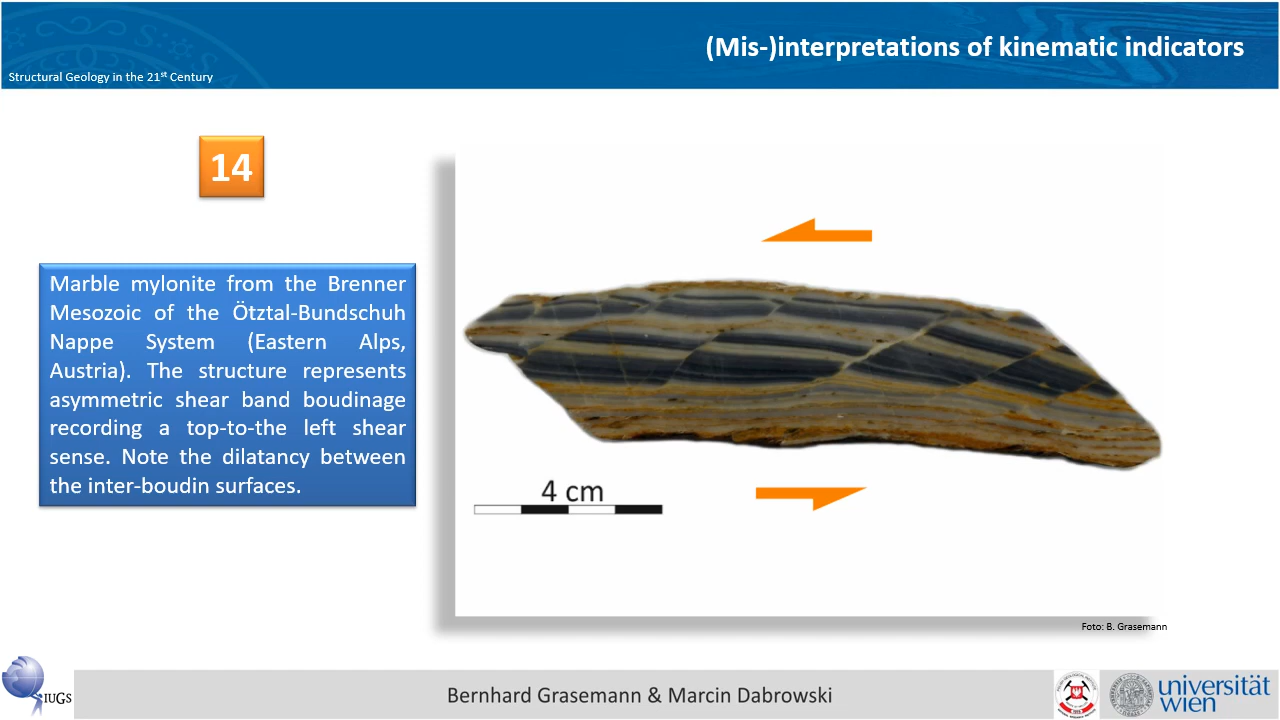 (Mis-)interpretations of kinematic indicators
Structural Geology in the 21st Century
14
Marble mylonite from the Brenner
Mesozoic of the Ötztal-Bundschuh
Nappe System (Eastern Alps,
Austria). The structure represents
asymmetric shear band boudinage
recording a top-to-the left shear
sense. Note the dilatancy between
the inter-boudin surfaces.
4 cm
Foto: B. Grasemann
IUGS
Bernhard Grasemann & Marcin Dabrowski
universität
wien